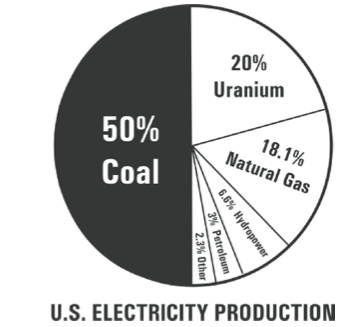 50%
Coal
20%
Uranium
18.1%
Natural Gas
6.6% Hydropower
3% Petroleum
2.3% Other
U.S. ELECTRICITY PRODUCTION